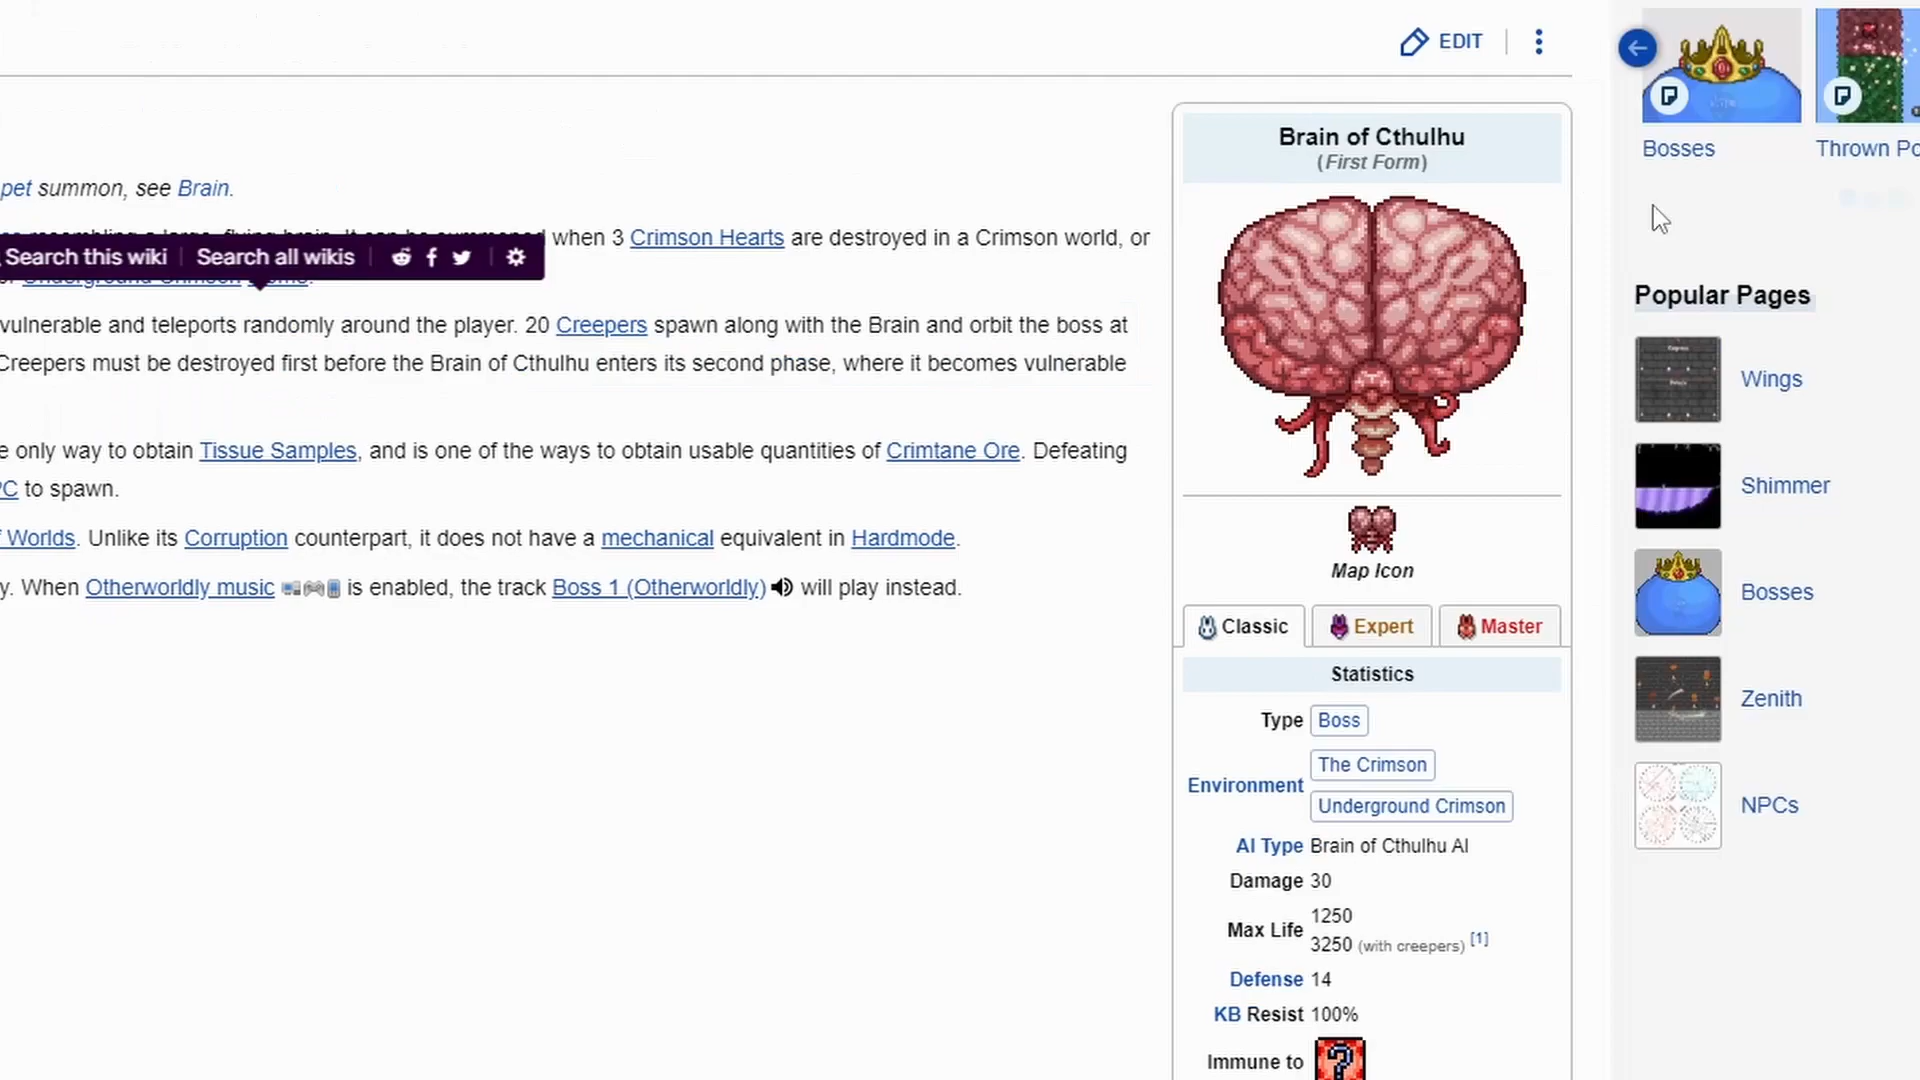 EDIT
pet summon, see Brain.
when 3 Crimson Hearts are destroyed in a Crimson world, or
Search this wiki
Search all wikis
vulnerable and teleports randomly around the player. 20 Creepers spawn along with the Brain and orbit the boss at
Creepers must be destroyed first before the Brain of Cthulhu enters its second phase, where it becomes vulnerable
e only way to obtain Tissue Samples, and is one of the ways to obtain usable quantities of Crimtane Ore. Defeating
PC to spawn.
f Worlds. Unlike its Corruption counterpart, it does not have a mechanical equivalent in Hardmode.
y. When Otherworldly music is enabled, the track Boss 1 (Otherworldly) will play instead.
Brain of Cthulhu
(First Form)
Map Icon
Classic
Expert
Master
Statistics
Type Boss
Environment The Crimson
Underground Crimson
AI Type Brain of Cthulhu AI
Damage 30
Max Life 1250
3250 (with creepers) [1]
Defense 14
KB Resist 100%
Immune to
Bosses
Thrown Po
Popular Pages
Wings
Shimmer
Bosses
Zenith
NPCs